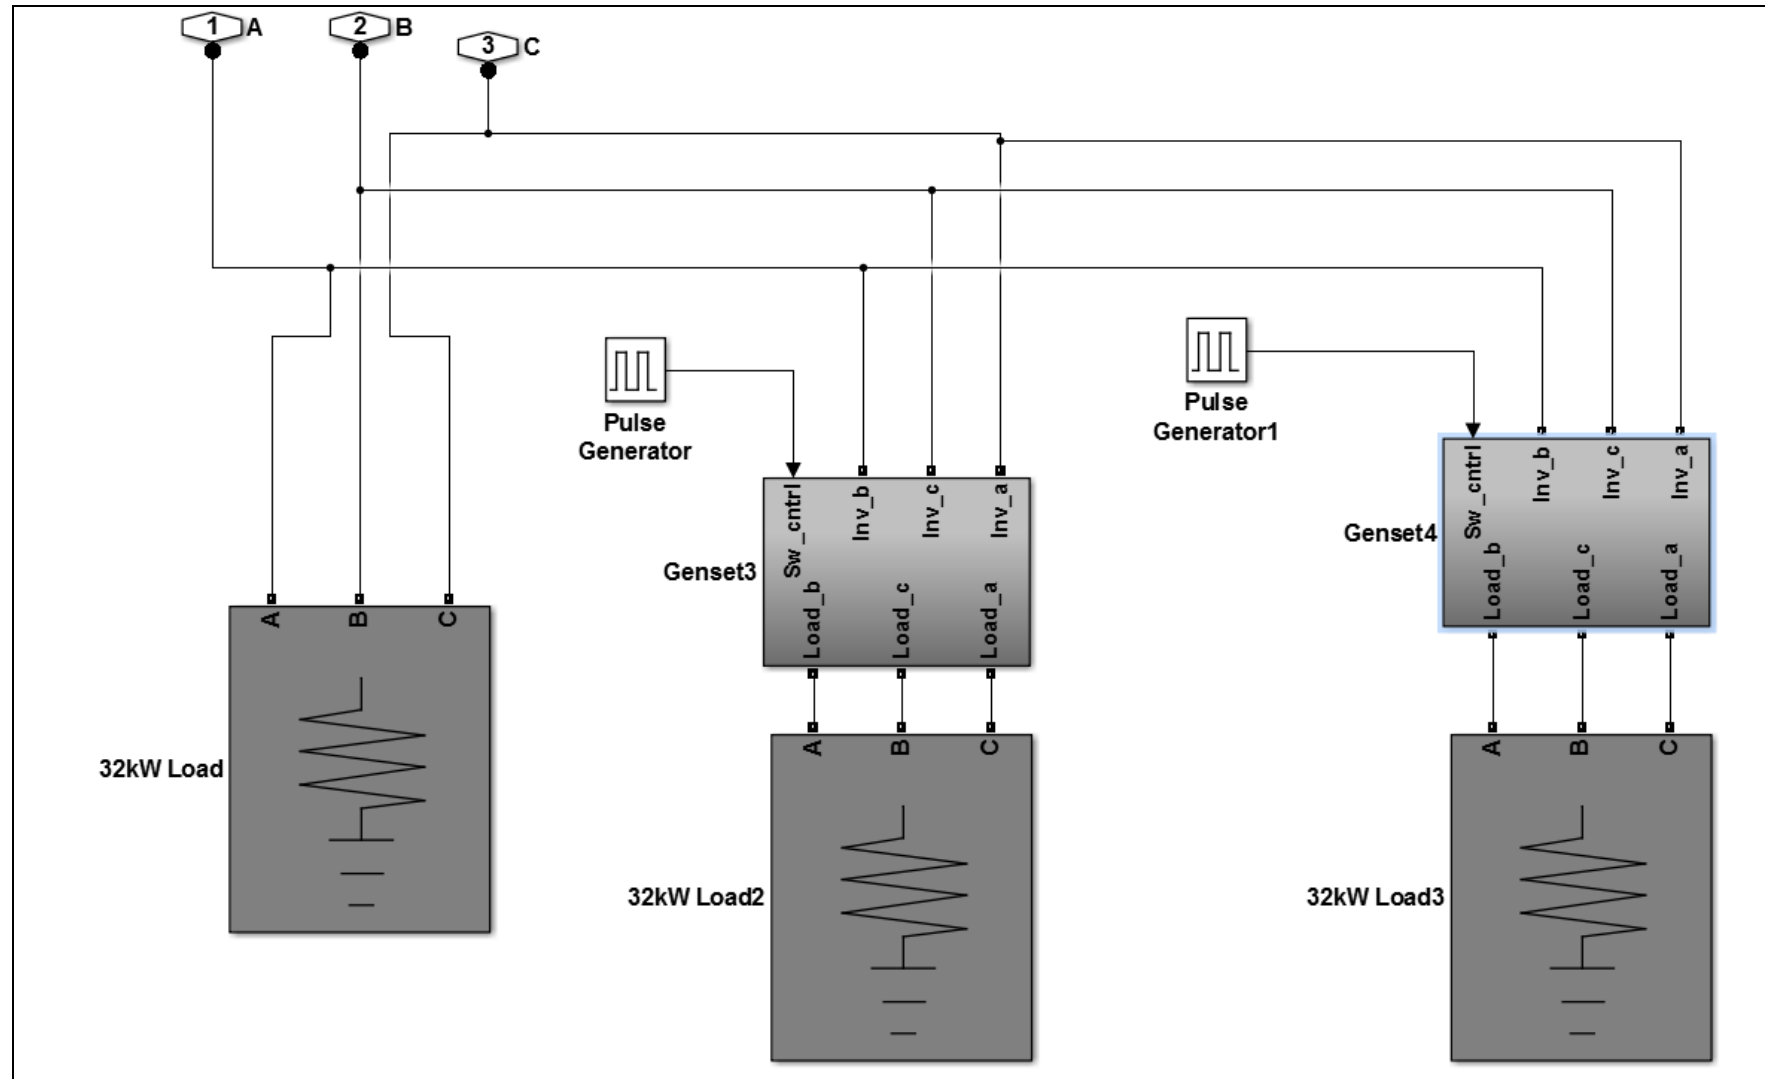 1 A
2 B
3 C
Pulse
Generator
Pulse
Generator1
Sw_cntrl
Inv_b
Inv_c
Inv_a
Genset3
Load_b
Load_c
Load_a
Sw_cntrl
Inv_b
Inv_c
Inv_a
Genset4
Load_b
Load_c
Load_a
A
B
C
32kW Load
A
B
C
32kW Load2
A
B
C
32kW Load3